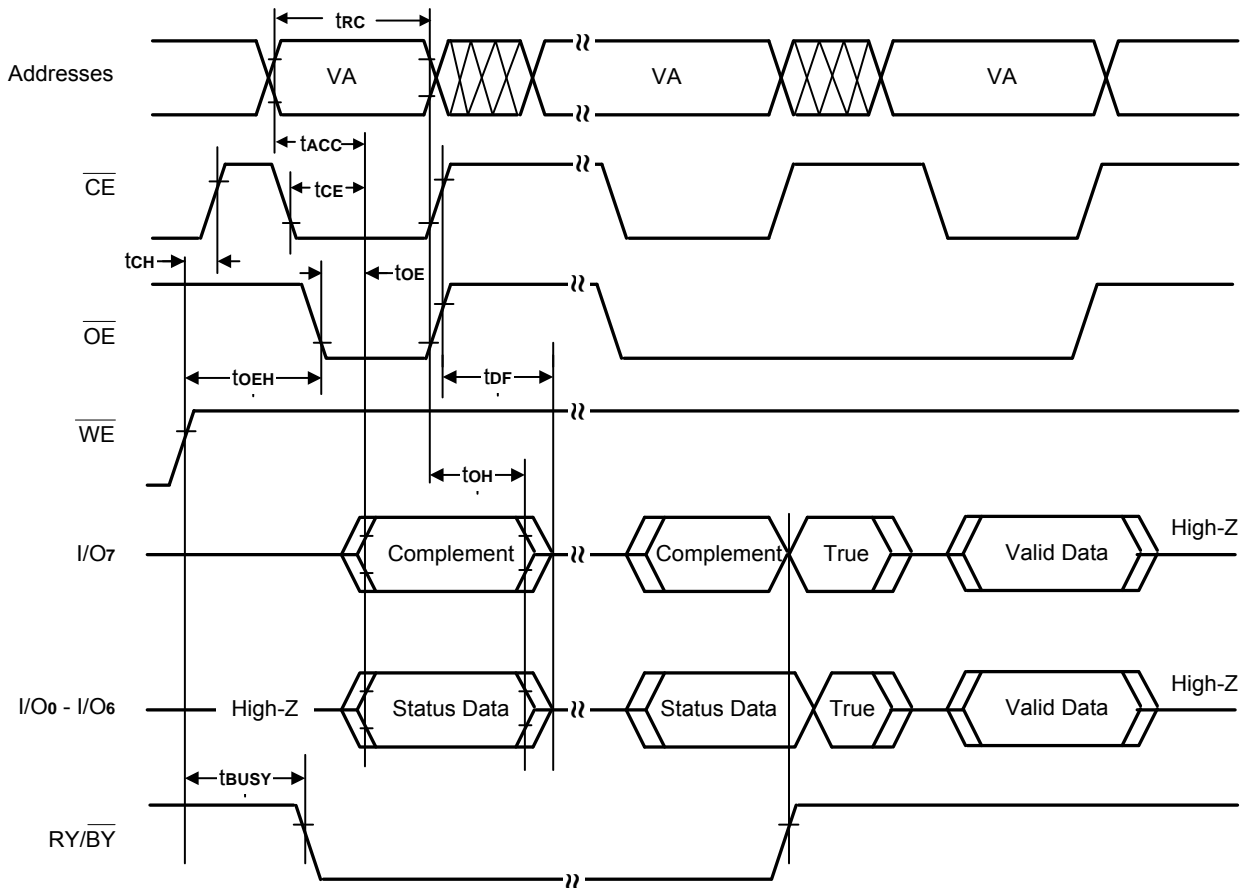 tRC
Addresses VA VA VA
tACC
CE tCE
tCH tOE
OE
tOEH tDF
WE
tOH
I/O7 Complement Complement True Valid Data High-Z
I/O0 - I/O6 High-Z Status Data Status Data True Valid Data High-Z
tBUSY
RY/BY